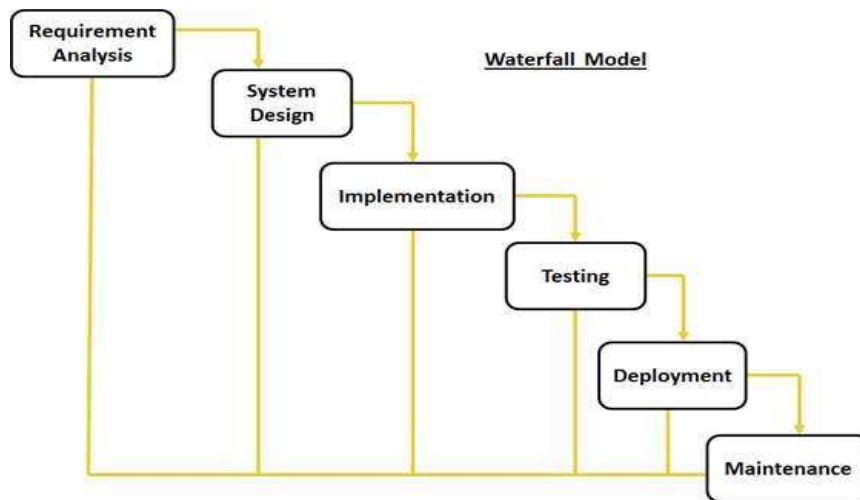 Requirement
Analysis
Waterfall Model
System
Design
Implementation
Testing
Deployment
Maintenance